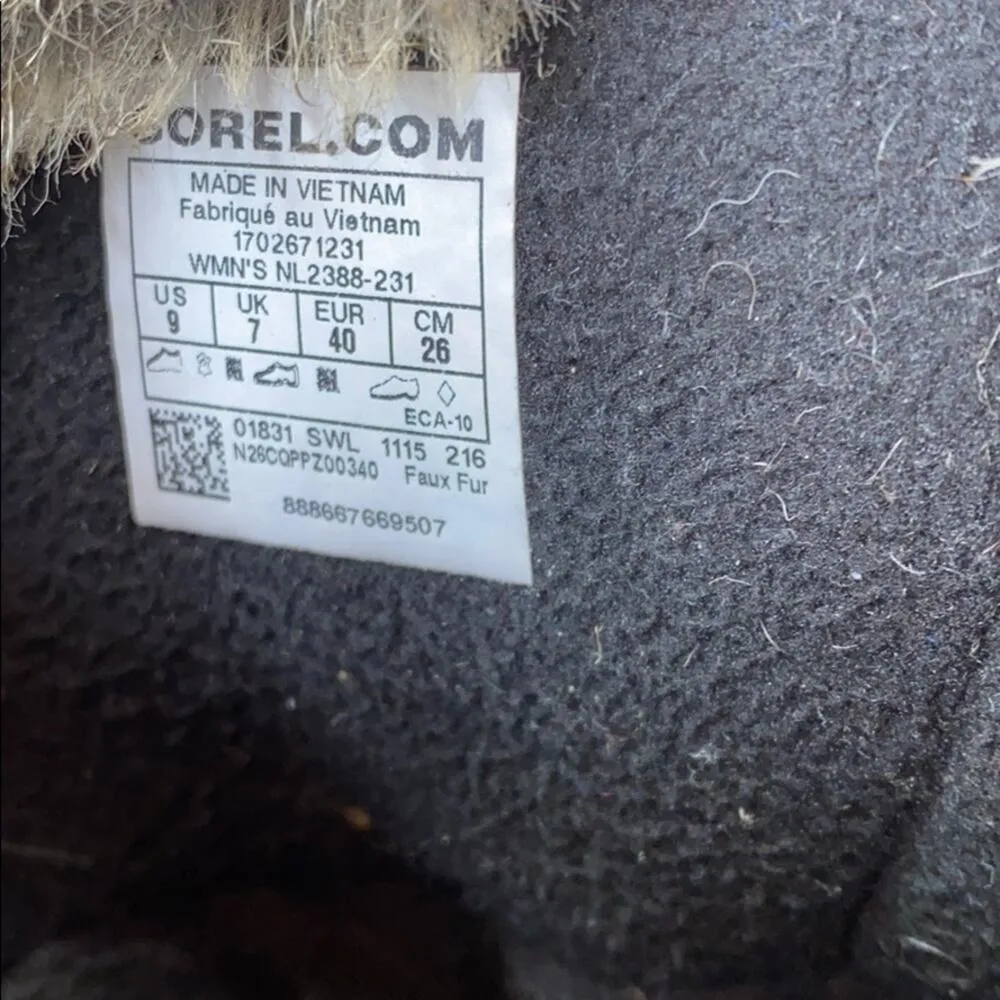 SOREL.COM
MADE IN VIETNAM
Fabriqué au Vietnam
1702671231
WMN'S NL2388-231
US UK EUR CM
9 7 40 26
ECA-10
01831 SWL 1115 216
N26CQPPZ00340 Faux Fur
888667669507